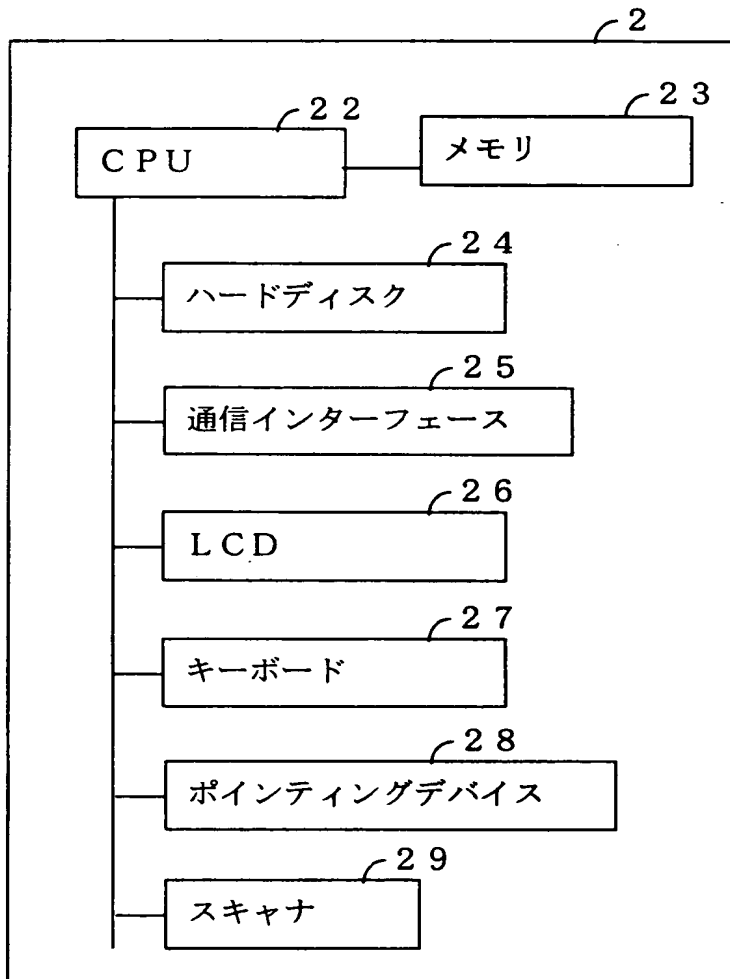 2
22
CPU
23
メモリ
24
ハードディスク
25
通信インターフェース
26
LCD
27
キーボード
28
ポインティングデバイス
29
スキャナ